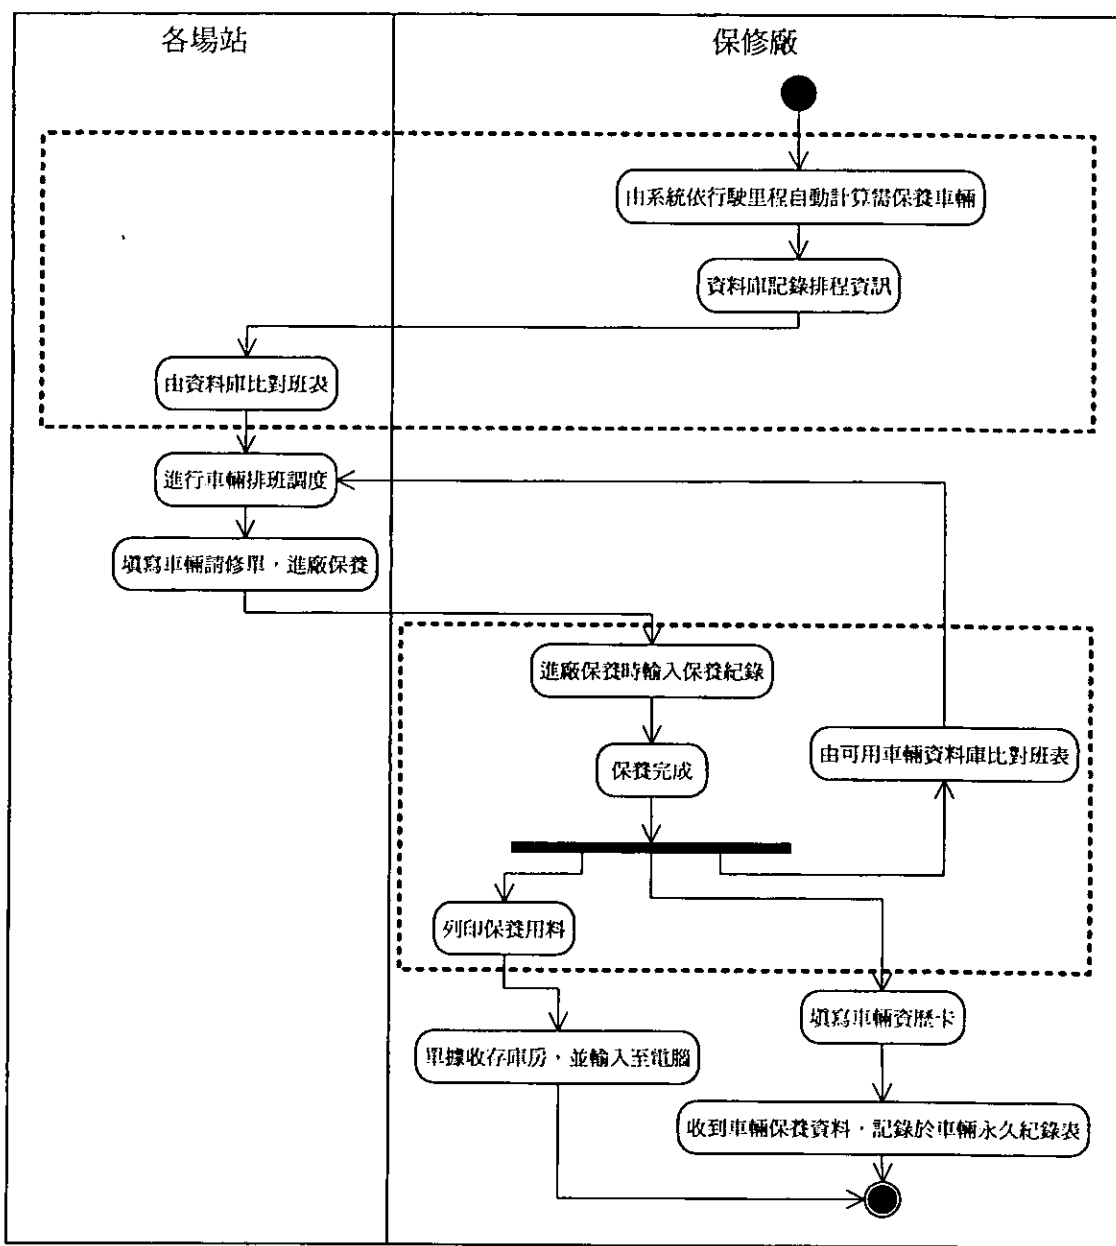 各場站
保修廠
由系統依行駛里程自動計算需保養車輛
資料庫記錄排程資訊
由資料庫比對班表
進行車輛排班調度
填寫車輛請修單，進廠保養
進廠保養時輸入保養紀錄
由可用車輛資料庫比對班表
保養完成
列印保養用料
填寫車輛資歷卡
單據收存庫房，並輸入至電腦
收到車輛保養資料，記錄於車輛永久紀錄表